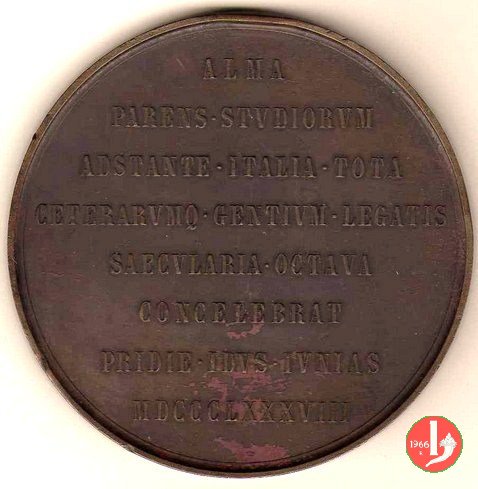 ALMA
PARENS·STVDIORVM
ADSTANTE·ITALIA·TOTA
CETERARVMQ·GENTIVM·LEGATIS
SAECVLARIA·OCTAVA
CONCELEBRAT
PRIDIE·IDVS·IVNIAS
MDCCCLXXXVIII
1966